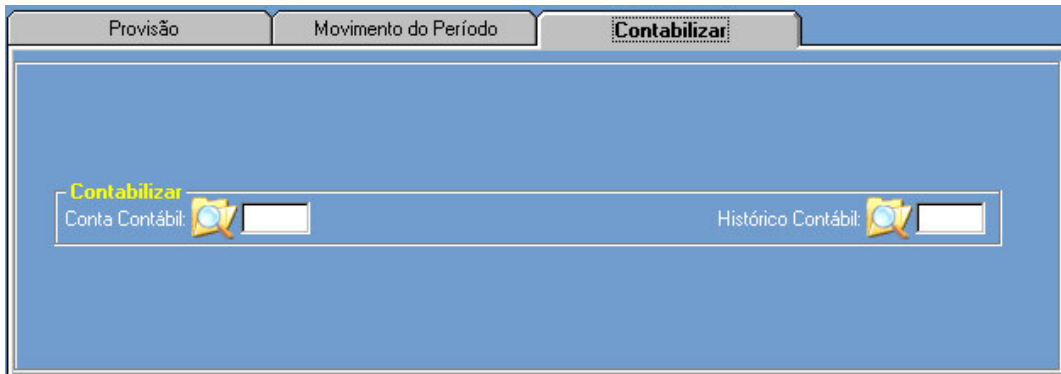 Provisão
Movimento do Período
Contabilizar
Contabilizar
Conta Contábil:
Histórico Contábil: